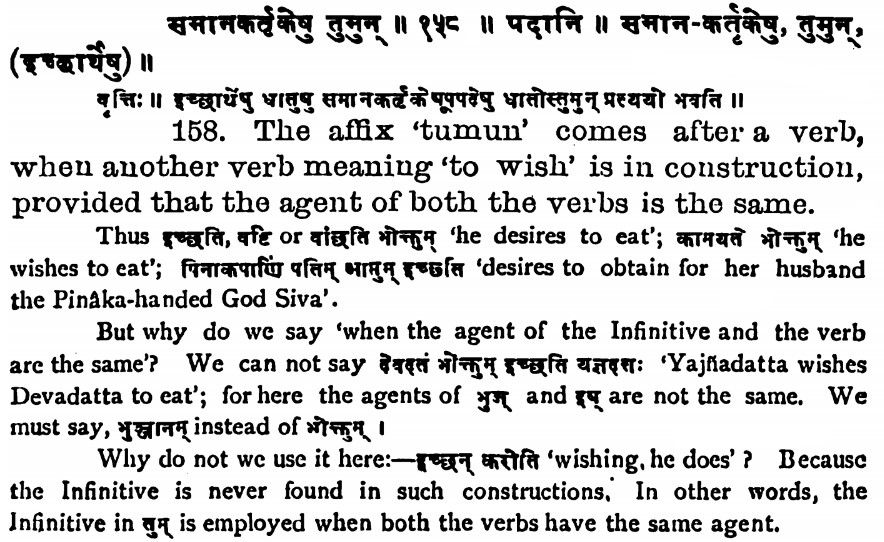 समानकर्तृकेषु तुमुन् ॥ १५८ ॥ पदानि ॥ समान-कर्तृकेषु, तुमुन्,
(इच्छार्थेषु) ॥
वृत्तिः ॥ इच्छार्थेषु धातुषु समानकर्तृकेषूपपदेषु धातोस्तुमुन् प्रत्ययो भवति ॥
158. The affix ‘tumun’ comes after a verb,
when another verb meaning ‘to wish’ is in construction,
provided that the agent of both the verbs is the same.
Thus इच्छति, वष्टि or वांछति भोक्तुम् ‘he desires to eat’; कामयते भोक्तुम् ‘he
wishes to eat’; पिनाकपाणिं पतिम् आप्तुम् इच्छति ‘desires to obtain for her husband
the Pinâka-handed God Siva’.
But why do we say ‘when the agent of the Infinitive and the verb
are the same’? We can not say देवदत्तं भोक्तुम् इच्छति यज्ञदत्तः ‘Yajñadatta wishes
Devadatta to eat’; for here the agents of भुज् and इष् are not the same. We
must say, भुञ्जानम् instead of भोक्तुम् ।
Why do not we use it here:—इच्छन् करोति ‘wishing, he does’ ? Because
the Infinitive is never found in such constructions. In other words, the
Infinitive in तुम् is employed when both the verbs have the same agent.